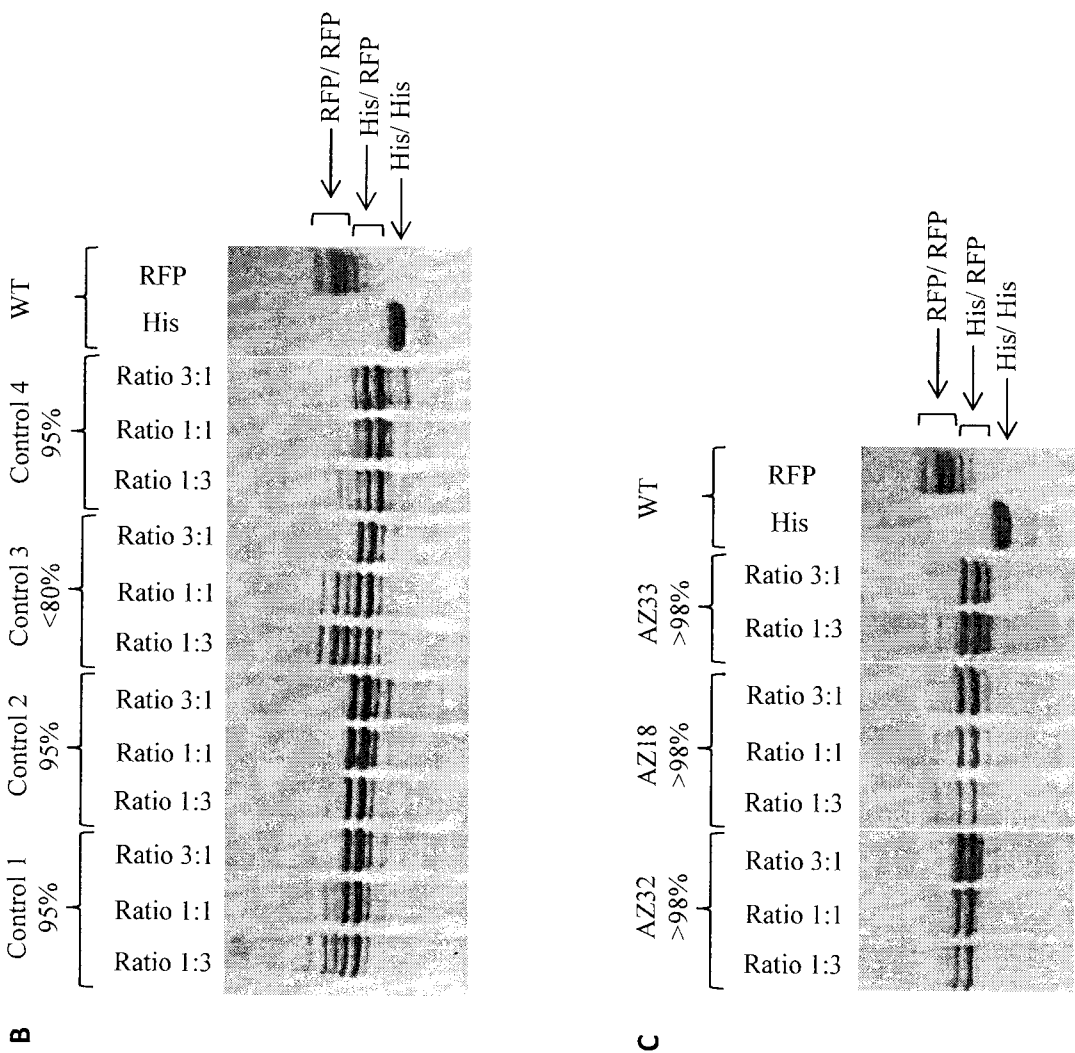 B
Control 1
95%
Control 2
95%
Control 3
<80%
Control 4
95%
WT
Ratio 1:3
Ratio 1:1
Ratio 3:1
Ratio 1:3
Ratio 1:1
Ratio 3:1
Ratio 1:3
Ratio 1:1
Ratio 3:1
Ratio 1:3
Ratio 1:1
Ratio 3:1
His
RFP
RFP/ RFP
His/ RFP
His/ His
C
AZ32
>98%
AZ18
>98%
AZ33
>98%
WT
Ratio 1:3
Ratio 1:1
Ratio 3:1
Ratio 1:3
Ratio 1:1
Ratio 3:1
Ratio 1:3
Ratio 3:1
His
RFP
RFP/ RFP
His/ RFP
His/ His